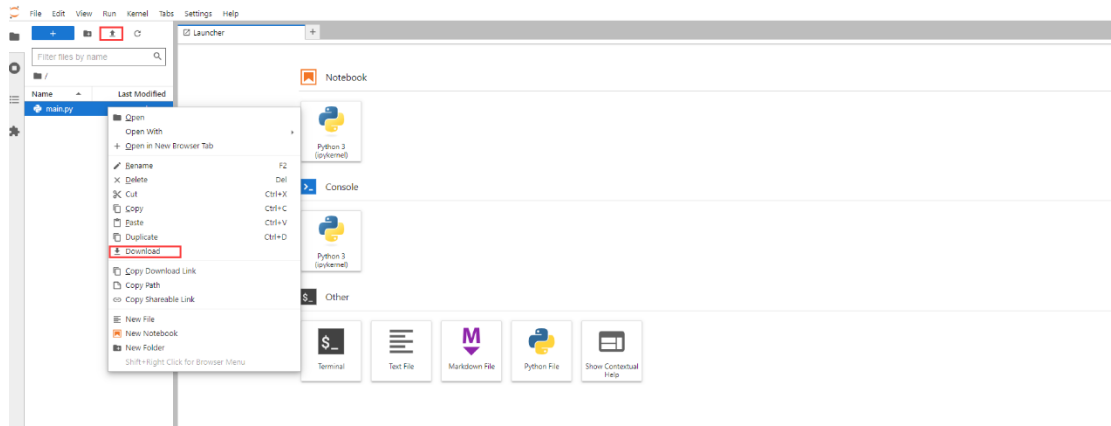 File Edit View Run Kernel Tabs Settings Help
Launcher
Filter files by name
/
Name Last Modified
main.py
Open
Open With
Open in New Browser Tab
Rename F2
Delete Del
Cut Ctrl+X
Copy Ctrl+C
Paste Ctrl+V
Duplicate Ctrl+D
Download
Copy Download Link
Copy Path
Copy Shareable Link
New File
New Notebook
New Folder
Shift+Right Click for Browser Menu
Notebook
Python 3
(ipykernel)
Console
Python 3
(ipykernel)
$_ Other
$_
Terminal
Text File
M
Markdown File
Python File
Show Contextual
Help